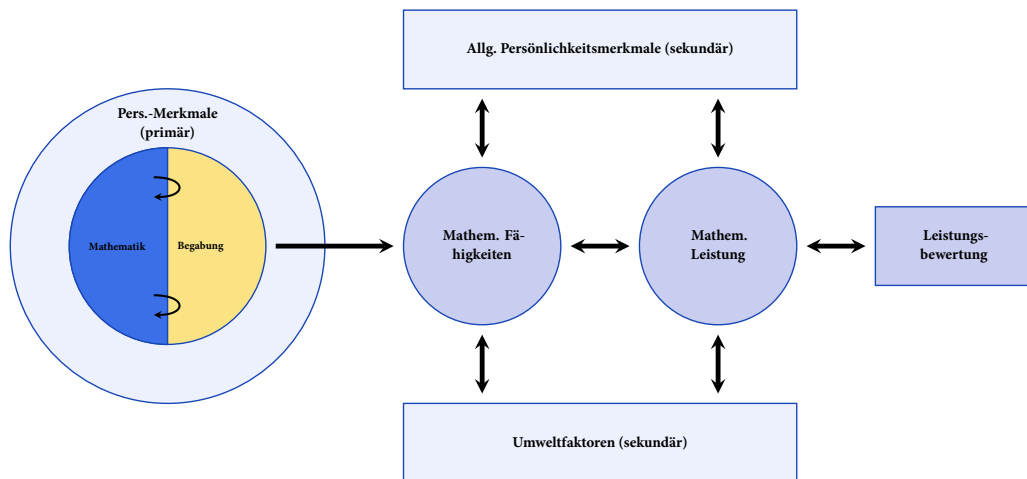 Allg. Persönlichkeitsmerkmale (sekundär)
Pers.-Merkmale
(primär)
Mathematik
Begabung
Mathem. Fä-
higkeiten
Mathem.
Leistung
Leistungs-
bewertung
Umweltfaktoren (sekundär)